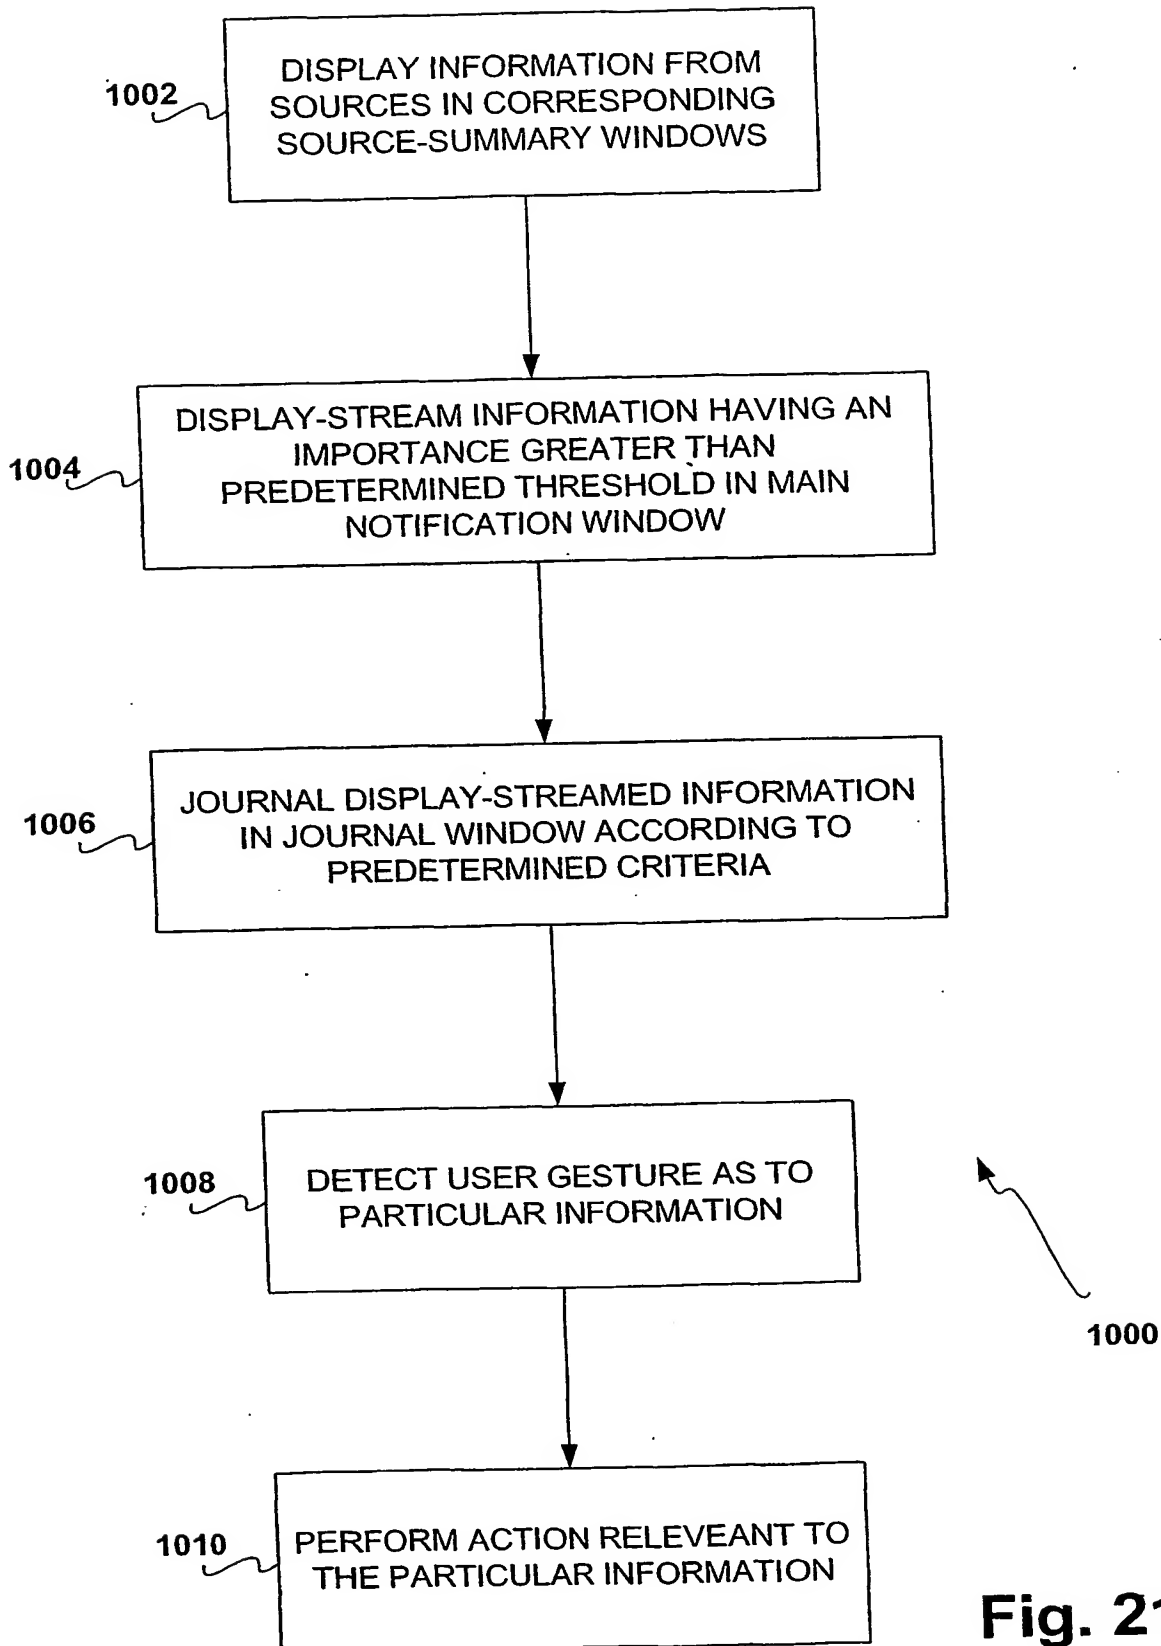 1002
DISPLAY INFORMATION FROM
SOURCES IN CORRESPONDING
SOURCE-SUMMARY WINDOWS
1004
DISPLAY-STREAM INFORMATION HAVING AN
IMPORTANCE GREATER THAN
PREDETERMINED THRESHOLD IN MAIN
NOTIFICATION WINDOW
1006
JOURNAL DISPLAY-STREAMED INFORMATION
IN JOURNAL WINDOW ACCORDING TO
PREDETERMINED CRITERIA
1008
DETECT USER GESTURE AS TO
PARTICULAR INFORMATION
1000
1010
PERFORM ACTION RELEVEANT TO
THE PARTICULAR INFORMATION
Fig. 21